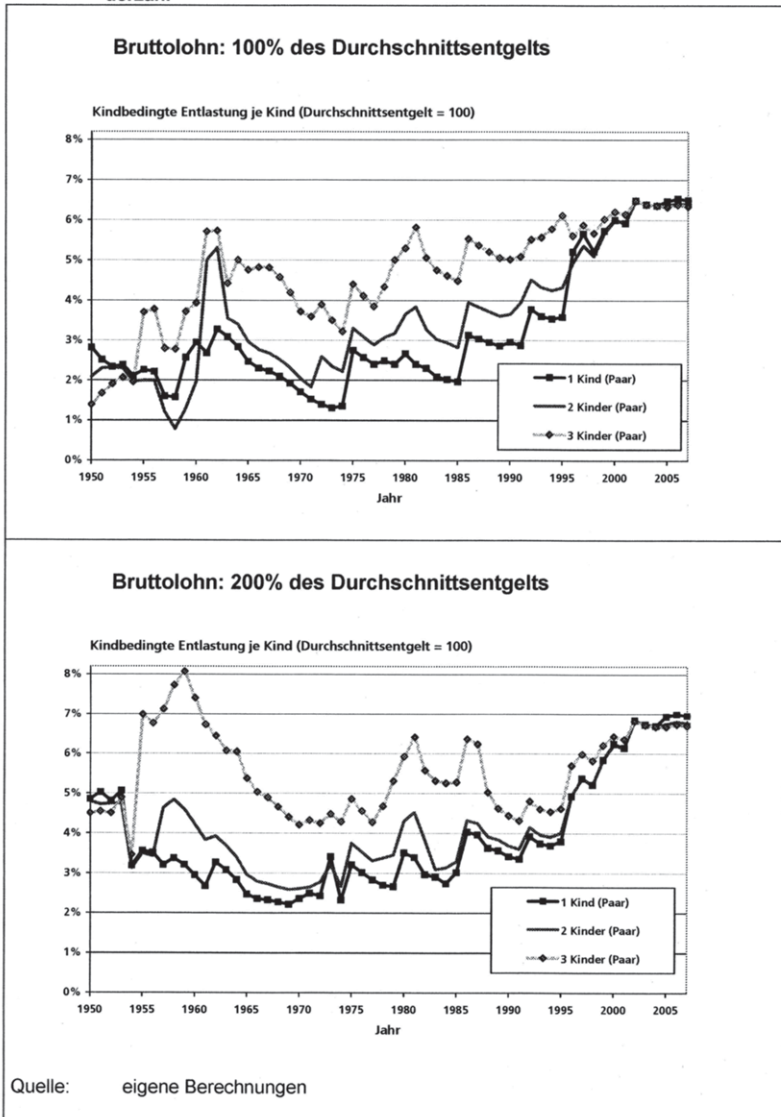 Bruttolohn: 100% des Durchschnittsentgelts
Kindbedingte Entlastung je Kind (Durchschnittsentgelt = 100)
8%
7%
6%
5%
4%
3%
2%
1%
0%
1 Kind (Paar)
2 Kinder (Paar)
3 Kinder (Paar)
1950 1955 1960 1965 1970 1975 1980 1985 1990 1995 2000 2005
Jahr
Bruttolohn: 200% des Durchschnittsentgelts
Kindbedingte Entlastung je Kind (Durchschnittsentgelt = 100)
8%
7%
6%
5%
4%
3%
2%
1%
0%
1 Kind (Paar)
2 Kinder (Paar)
3 Kinder (Paar)
1950 1955 1960 1965 1970 1975 1980 1985 1990 1995 2000 2005
Jahr
Quelle: eigene Berechnungen